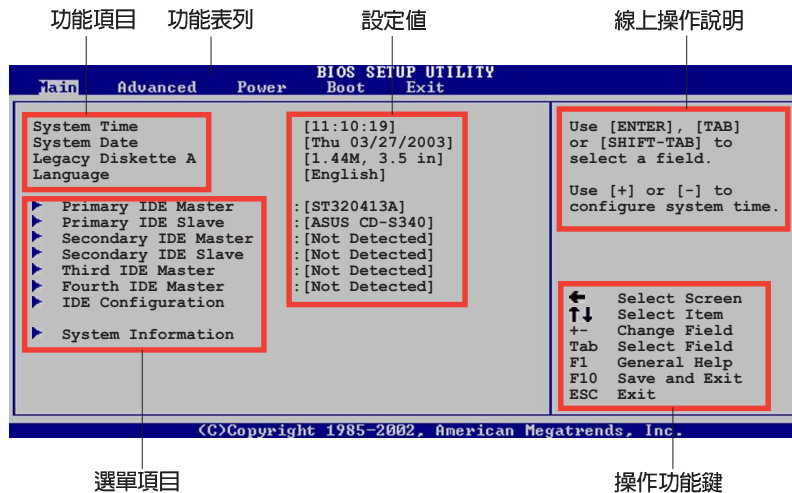 功能項目 功能表列 設定值 線上操作說明
BIOS SETUP UTILITY
Main Advanced Power Boot Exit
System Time [11:10:19]
System Date [Thu 03/27/2003]
Legacy Diskette A [1.44M, 3.5 in]
Language [English]
Primary IDE Master :[ST320413A]
Primary IDE Slave :[ASUS CD-S340]
Secondary IDE Master :[Not Detected]
Secondary IDE Slave :[Not Detected]
Third IDE Master :[Not Detected]
Fourth IDE Master :[Not Detected]
IDE Configuration
System Information
Use [ENTER], [TAB]
or [SHIFT-TAB] to
select a field.
Use [+] or [-] to
configure system time.
← Select Screen
↑↓ Select Item
+- Change Field
Tab Select Field
F1 General Help
F10 Save and Exit
ESC Exit
(C)Copyright 1985-2002, American Megatrends, Inc.
選單項目 操作功能鍵